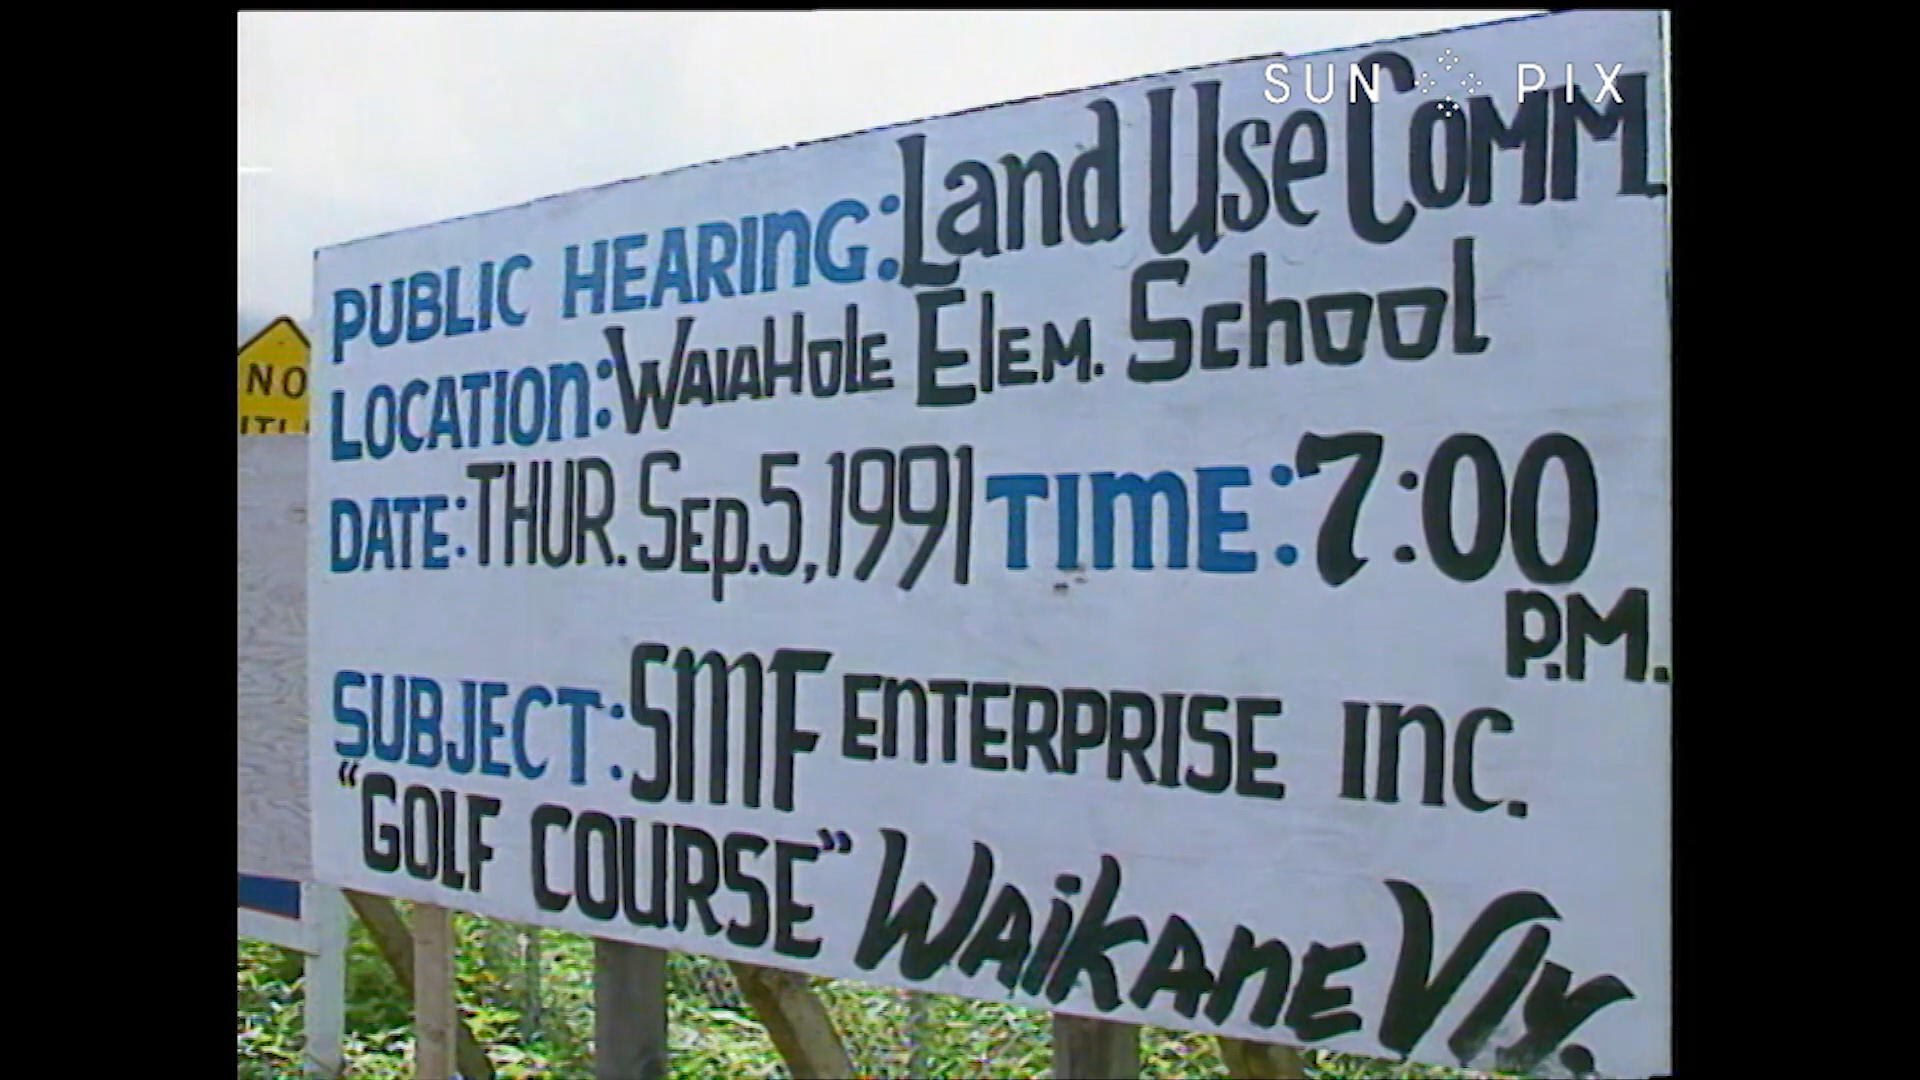 SUN PIX
PUBLIC HEARING: Land Use COMM.
LOCATION: WAIAHOLE ELEM. School
DATE: THUR. Sep. 5, 1991 TIME: 7:00
P.M.
SUBJECT: SMF ENTERPRISE INC.
"GOLF COURSE" WAIKANE Vly.
NO